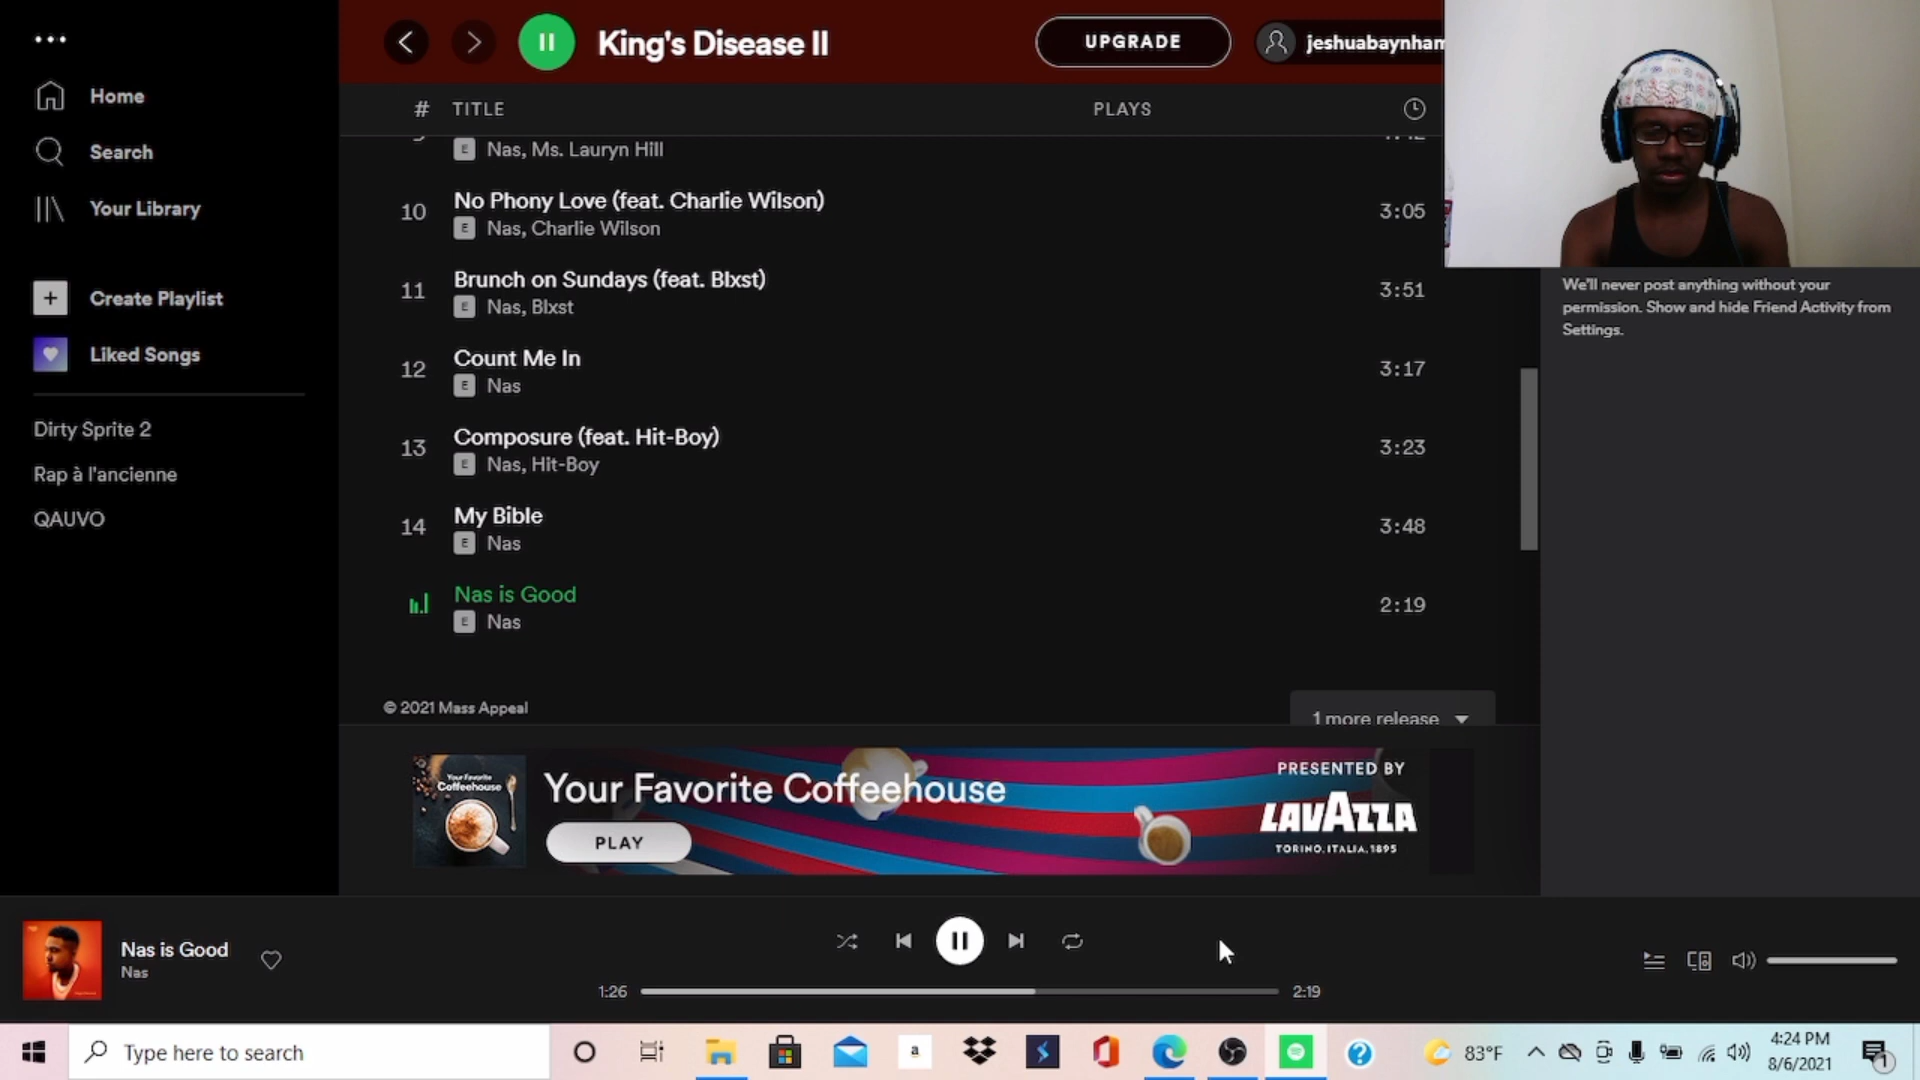 King's Disease II
UPGRADE
jeshuabaynham
Home
Search
Your Library
Create Playlist
Liked Songs
Dirty Sprite 2
Rap à l'ancienne
QAUVO
# TITLE PLAYS
E Nas, Ms. Lauryn Hill
10 No Phony Love (feat. Charlie Wilson) 3:05
E Nas, Charlie Wilson
11 Brunch on Sundays (feat. Blxst) 3:51
E Nas, Blxst
12 Count Me In 3:17
E Nas
13 Composure (feat. Hit-Boy) 3:23
E Nas, Hit-Boy
14 My Bible 3:48
E Nas
Nas is Good 2:19
E Nas
© 2021 Mass Appeal
1 more release
We'll never post anything without your
permission. Show and hide Friend Activity from
Settings.
Your Favorite
Coffeehouse
Your Favorite Coffeehouse
PLAY
PRESENTED BY
LAVAZZA
TORINO, ITALIA, 1895
Nas is Good
Nas
1:26 2:19
Type here to search
a
83°F
4:24 PM
8/6/2021
1